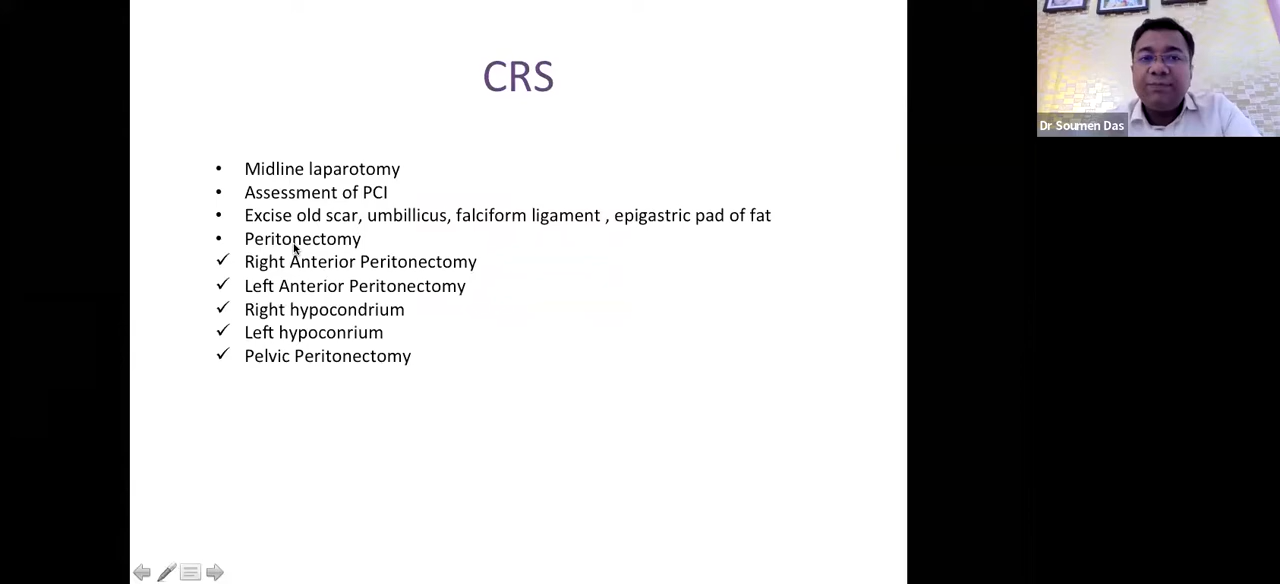 CRS
• Midline laparotomy
• Assessment of PCI
• Excise old scar, umbillicus, falciform ligament , epigastric pad of fat
• Peritonectomy
✓ Right Anterior Peritonectomy
✓ Left Anterior Peritonectomy
✓ Right hypocondrium
✓ Left hypoconrium
✓ Pelvic Peritonectomy
Dr Soumen Das